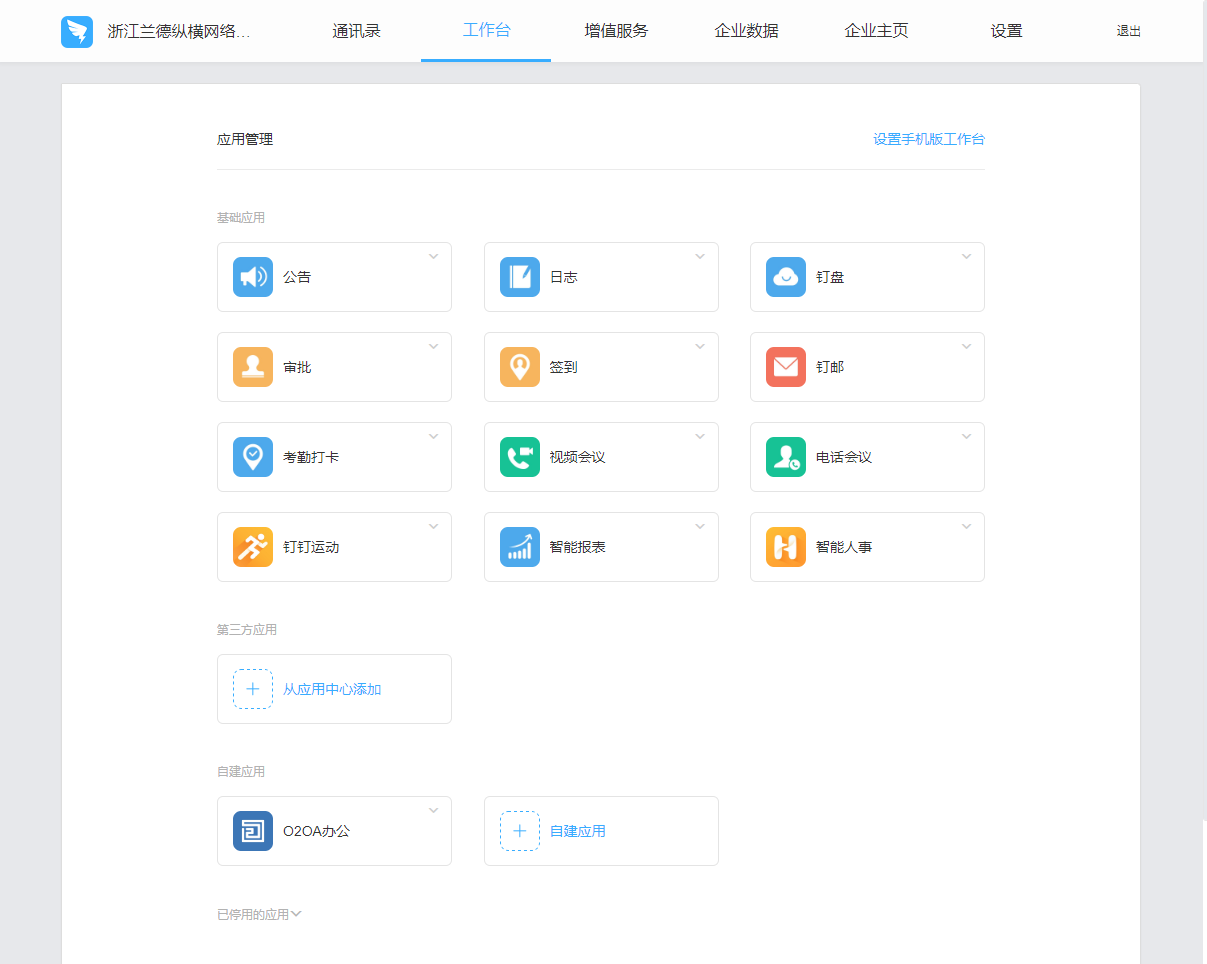 浙江兰德纵横网络... 通讯录 工作台 增值服务 企业数据 企业主页 设置 退出
应用管理 设置手机版工作台
基础应用
公告 日志 钉盘
审批 签到 钉邮
考勤打卡 视频会议 电话会议
钉钉运动 智能报表 智能人事
第三方应用
从应用中心添加
自建应用
O2OA办公 自建应用
已停用的应用